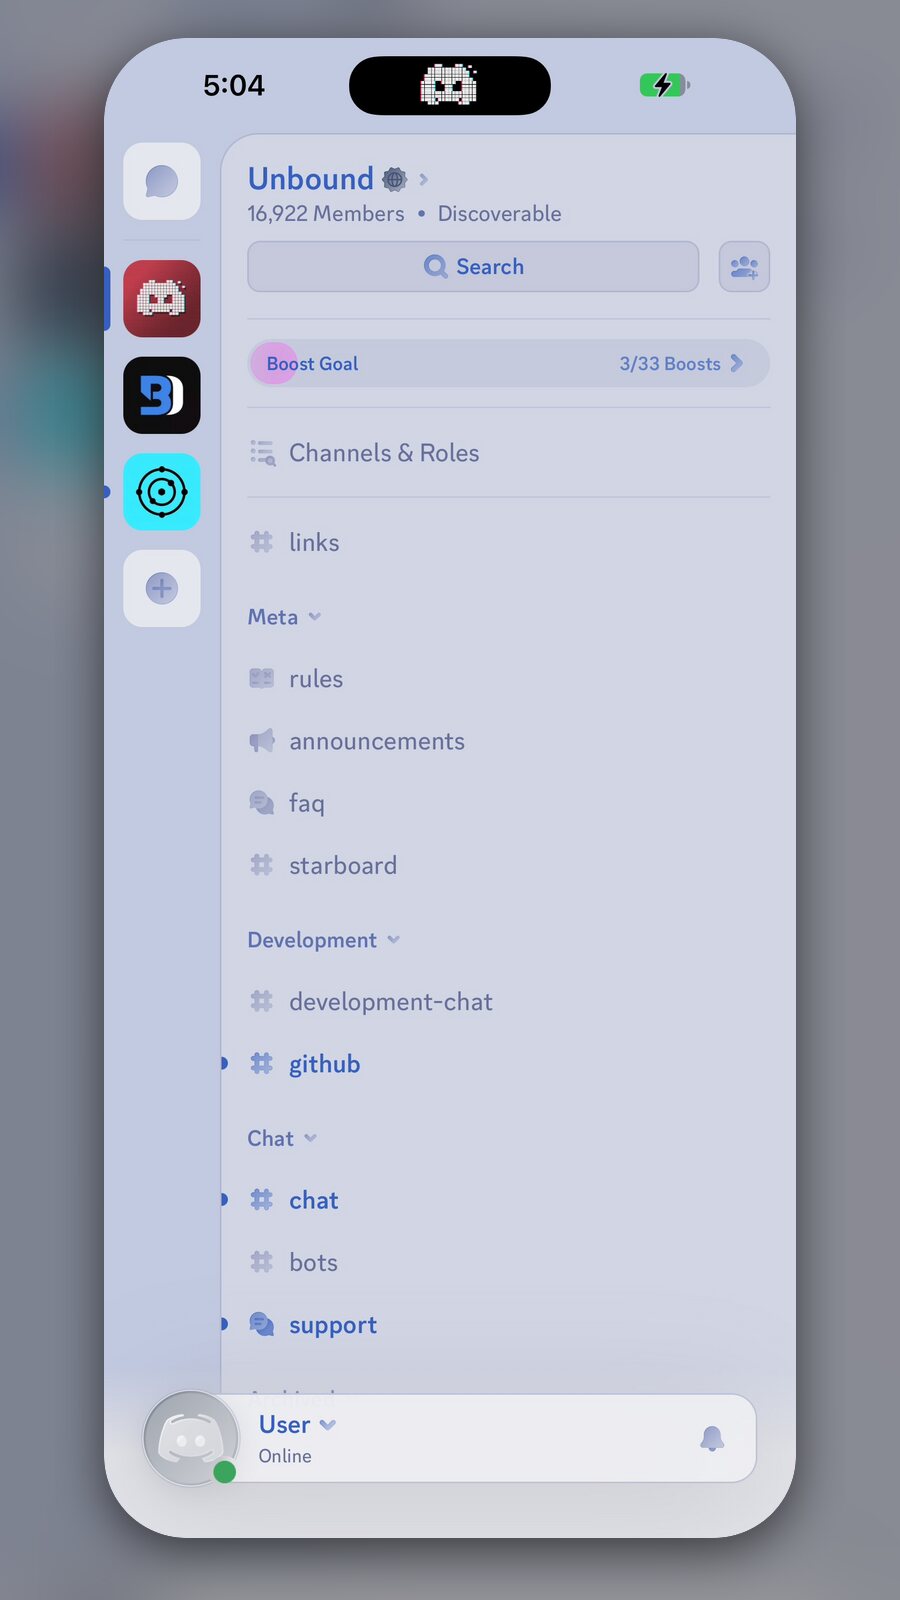 5:04
Unbound
16,922 Members • Discoverable
Search
Boost Goal
3/33 Boosts
Channels & Roles
links
Meta
rules
announcements
faq
starboard
Development
development-chat
github
Chat
chat
bots
support
Archived
User
Online